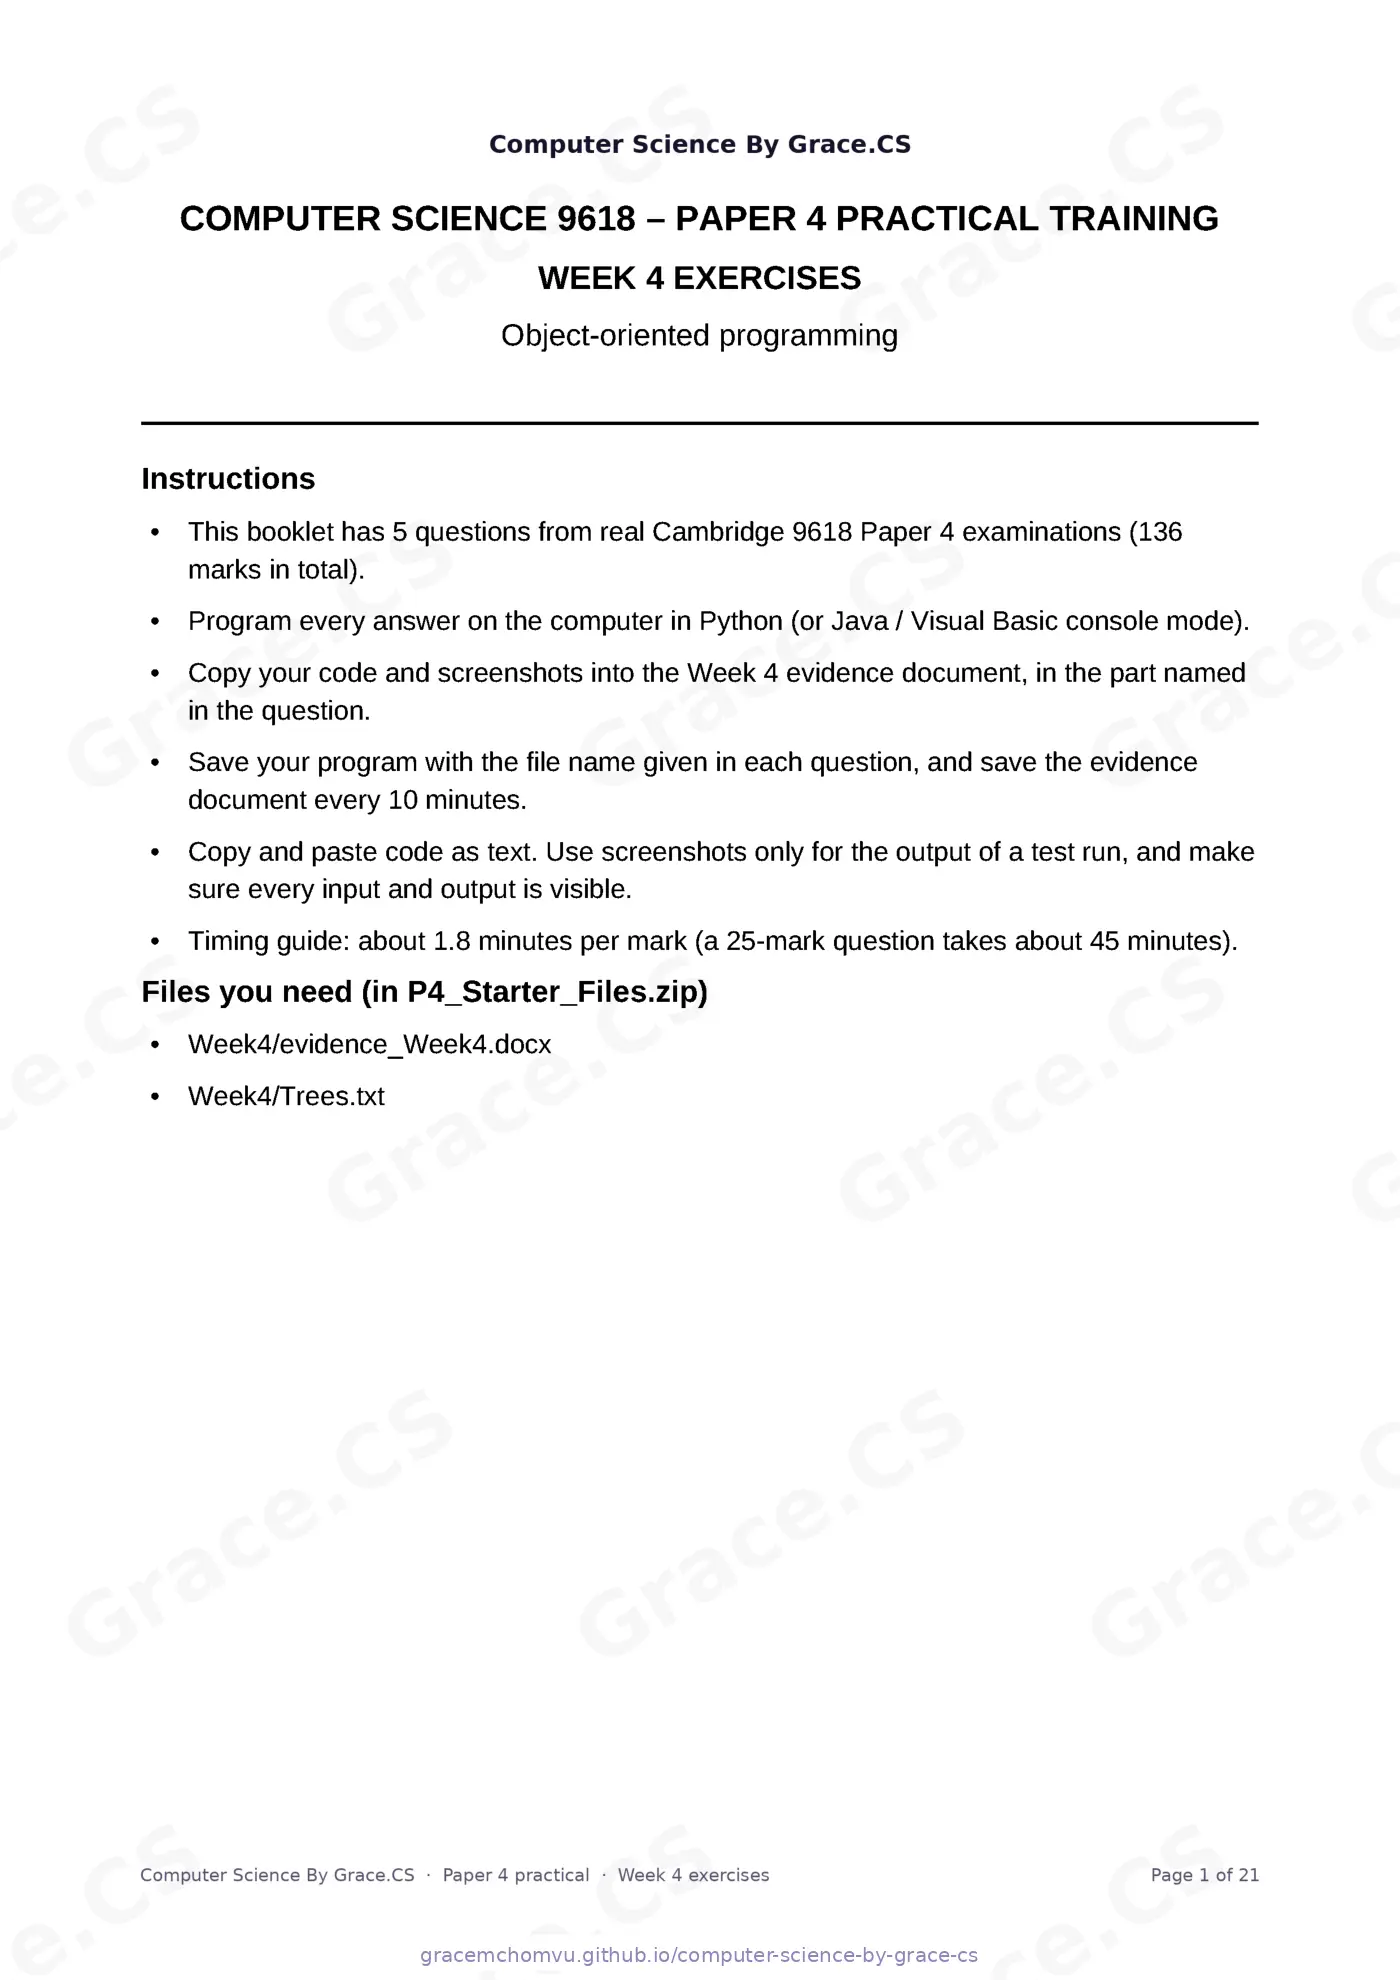 Computer Science By Grace.CS
COMPUTER SCIENCE 9618 – PAPER 4 PRACTICAL TRAINING
WEEK 4 EXERCISES
Object-oriented programming
Instructions
• This booklet has 5 questions from real Cambridge 9618 Paper 4 examinations (136
marks in total).
• Program every answer on the computer in Python (or Java / Visual Basic console mode).
• Copy your code and screenshots into the Week 4 evidence document, in the part named
in the question.
• Save your program with the file name given in each question, and save the evidence
document every 10 minutes.
• Copy and paste code as text. Use screenshots only for the output of a test run, and make
sure every input and output is visible.
• Timing guide: about 1.8 minutes per mark (a 25-mark question takes about 45 minutes).
Files you need (in P4_Starter_Files.zip)
• Week4/evidence_Week4.docx
• Week4/Trees.txt
Computer Science By Grace.CS · Paper 4 practical · Week 4 exercises Page 1 of 21
gracemchomvu.github.io/computer-science-by-grace-cs